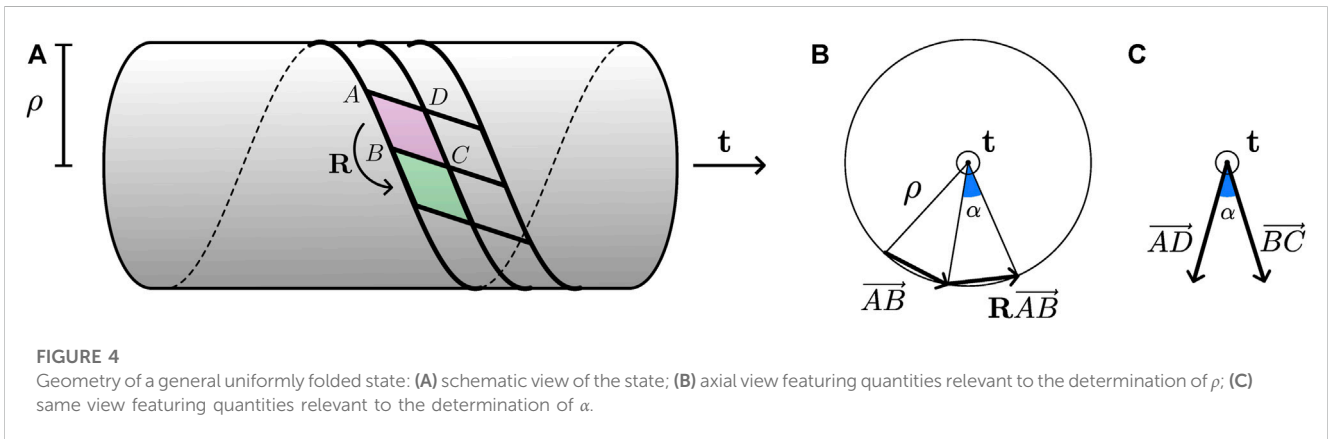 A
ρ
A
D
B
C
R
t
B
t
ρ
α
AB
RAB
C
t
α
AD
BC
FIGURE 4
Geometry of a general uniformly folded state: (A) schematic view of the state; (B) axial view featuring quantities relevant to the determination of ρ; (C)
same view featuring quantities relevant to the determination of α.